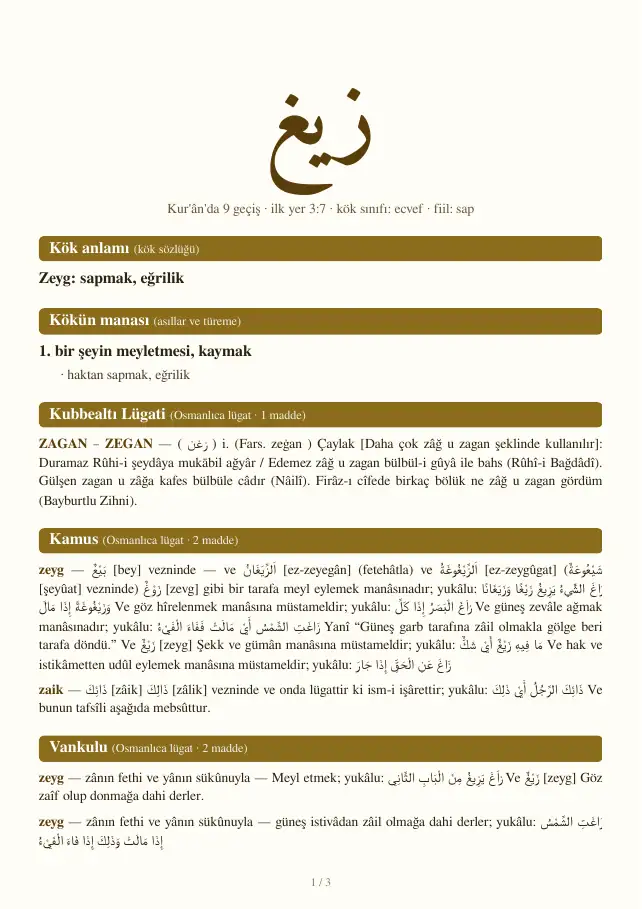 زيغ
Kur'ân'da 9 geçiş · ilk yer 3:7 · kök sınıfı: ecvef · fiil: sap
Kök anlamı (kök sözlüğü)
Zeyg: sapmak, eğrilik
Kökün manası (asıllar ve türeme)
1. bir şeyin meyletmesi, kaymak
· haktan sapmak, eğrilik
Kubbealtı Lügati (Osmanlıca lügat · 1 madde)
ZAGAN – ZEGAN — ( زغن ) i. (Fars. zeġan ) Çaylak [Daha çok zâğ u zagan şeklinde kullanılır]:
Duramaz Rûhi-i şeydâya mukābil ağyâr / Edemez zâğ u zagan bülbül-i gûyâ ile bahs (Rûhî-i Bağdâdî).
Gülşen zagan u zâğa kafes bülbüle câdır (Nâilî). Firâz-ı cîfede birkaç bölük ne zâğ u zagan gördüm
(Bayburtlu Zihni).
Kamus (Osmanlıca lügat · 2 madde)
zeyg — بَيْعٌ [bey] vezninde — ve اَلزَّيَغَانُ [ez-zeyegân] (fetehâtla) ve اَلزَّيْغُوغَةُ [ez-zeygûgat] (شَيْعُوعَةٌ
[şeyûat] vezninde) زَوْغٌ [zevg] gibi bir tarafa meyl eylemek manâsınadır; yukâlu: زَاغَ الشَّيءُ يَزِيغُ زَيْغًا وَزَيَغَانًا
وَزَيْغُوغَةً إِذَا مَالَ Ve göz hîrelenmek manâsına müstameldir; yukâlu: زَاغَ الْبَصَرُ إِذَا كَلَّ Ve güneş zevâle ağmak
manâsınadır; yukâlu: زَاغَتِ الشَّمْسُ أَيْ مَالَتْ فَفَاءَ الْفَيْءُ Yanî “Güneş garb tarafına zâil olmakla gölge beri
tarafa döndü.” Ve زَيْغٌ [zeyg] Şekk ve gümân manâsına müstameldir; yukâlu: مَا فِيهِ زَيْغٌ أَيْ شَكٌّ Ve hak ve
istikâmetten udûl eylemek manâsına müstameldir; yukâlu: زَاغَ عَنِ الْحَقِّ إِذَا جَارَ
zaik — ذَائِكَ [zâik] ذَالِكَ [zâlik] vezninde ve onda lügattir ki ism-i işârettir; yukâlu: ذَائِكَ الرَّجُلُ أَيْ ذَلِكَ Ve
bunun tafsîli aşağıda mebsûttur.
Vankulu (Osmanlıca lügat · 2 madde)
zeyg — zânın fethi ve yânın sükûnuyla — Meyl etmek; yukâlu: زَاغَ يَزِيغُ مِنَ الْبَابِ الثَّانِي Ve زَيْغٌ [zeyg] Göz
zaîf olup donmağa dahi derler.
zeyg — zânın fethi ve yânın sükûnuyla — güneş istivâdan zâil olmağa dahi derler; yukâlu: زَاغَتِ الشَّمْسُ
إِذَا مَالَتْ وَذَلِكَ إِذَا فَاءَ الْفَيْءُ
1 / 3